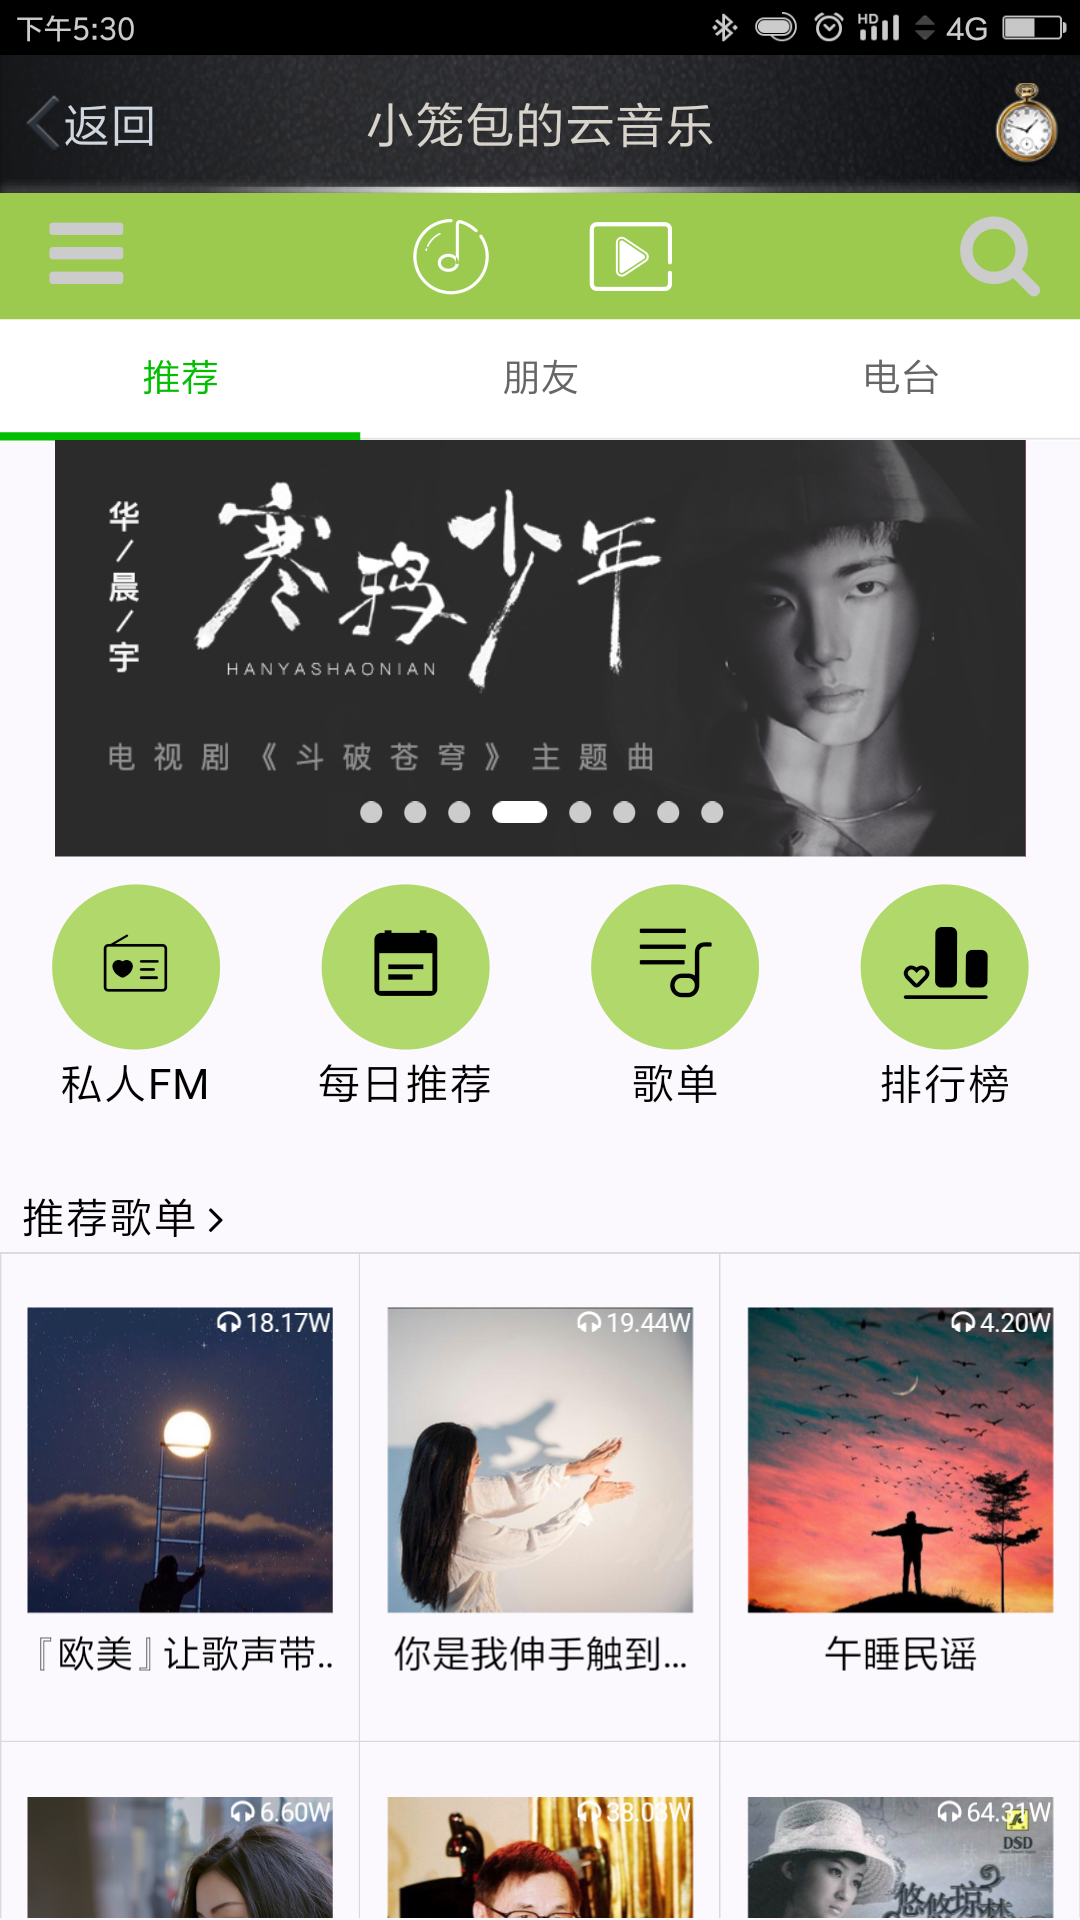 下午5:30
HD
4G
返回
小笼包的云音乐
推荐
朋友
电台
华/晨/宇
寒鸦少年
HANYASHAONIAN
电视剧《斗破苍穹》主题曲
私人FM
每日推荐
歌单
排行榜
推荐歌单
18.17W
19.44W
4.20W
『欧美』让歌声带..
你是我伸手触到...
午睡民谣
6.60W
38.03W
64.31W
DSD
悠悠琼梦